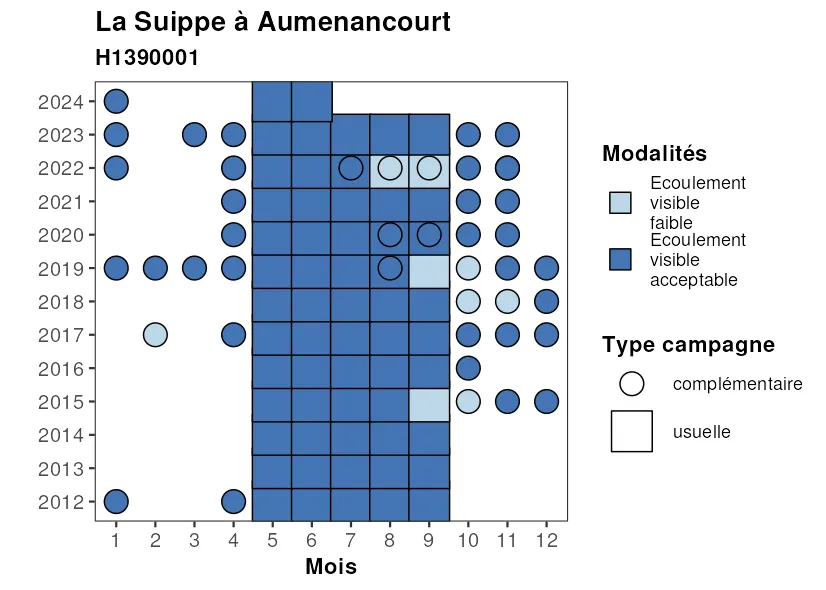 La Suippe à Aumenancourt
H1390001
2024
2023
2022
2021
2020
2019
2018
2017
2016
2015
2014
2013
2012
1 2 3 4 5 6 7 8 9 10 11 12
Mois
Modalités
Ecoulement
visible
faible
Ecoulement
visible
acceptable
Type campagne
complémentaire
usuelle